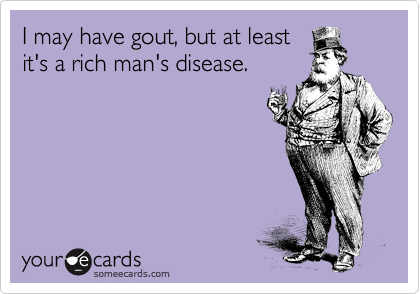 I may have gout, but at least
it's a rich man's disease.
your e cards
someecards.com